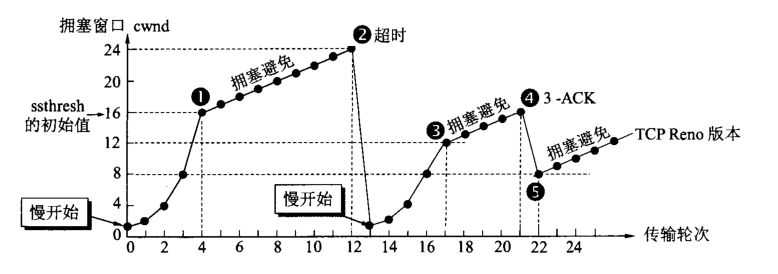 拥塞窗口 cwnd
❷超时
24
20
ssthresh
的初始值
16
12
8
4
0
❶
拥塞避免
❸
拥塞避免
❹ 3 -ACK
拥塞避免
TCP Reno 版本
❺
慢开始
慢开始
0 2 4 6 8 10 12 14 16 18 20 22 24
传输轮次